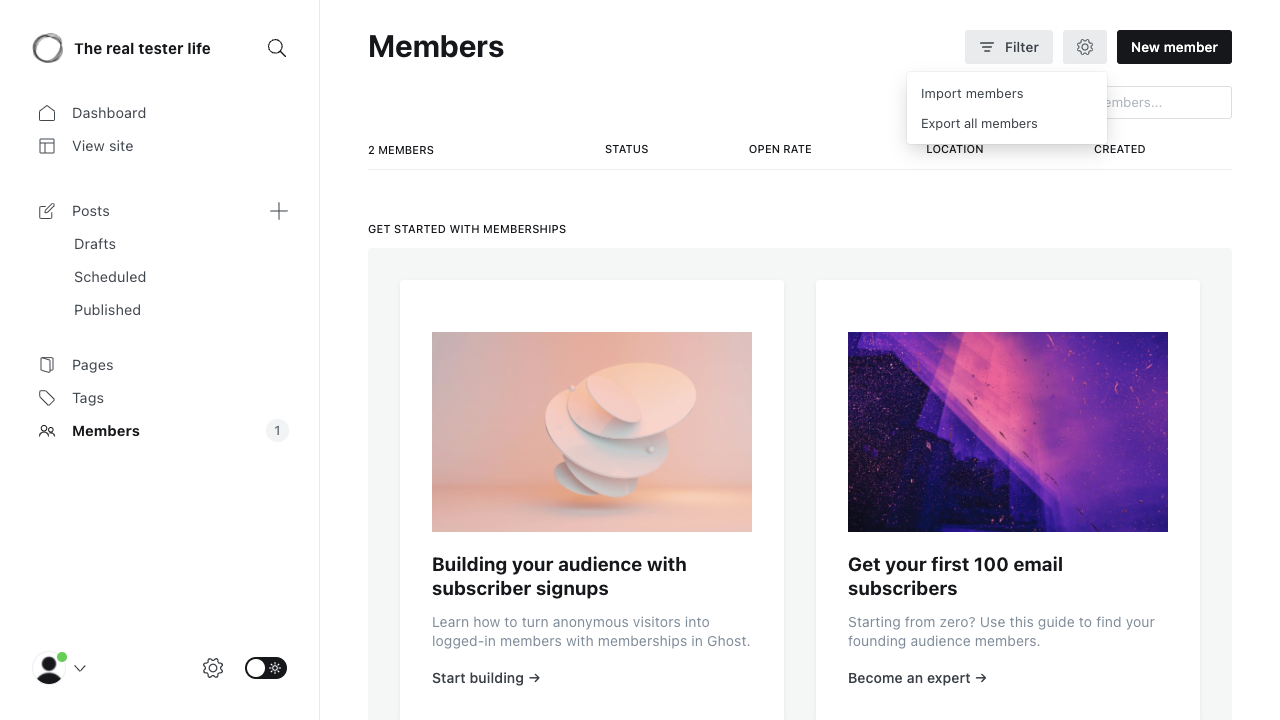 The real tester life
Dashboard
View site
Posts
Drafts
Scheduled
Published
Pages
Tags
Members
1
Members
Filter
New member
Import members
Export all members
2 MEMBERS
STATUS
OPEN RATE
LOCATION
CREATED
GET STARTED WITH MEMBERSHIPS
Building your audience with
subscriber signups
Learn how to turn anonymous visitors into
logged-in members with memberships in Ghost.
Start building →
Get your first 100 email
subscribers
Starting from zero? Use this guide to find your
founding audience members.
Become an expert →